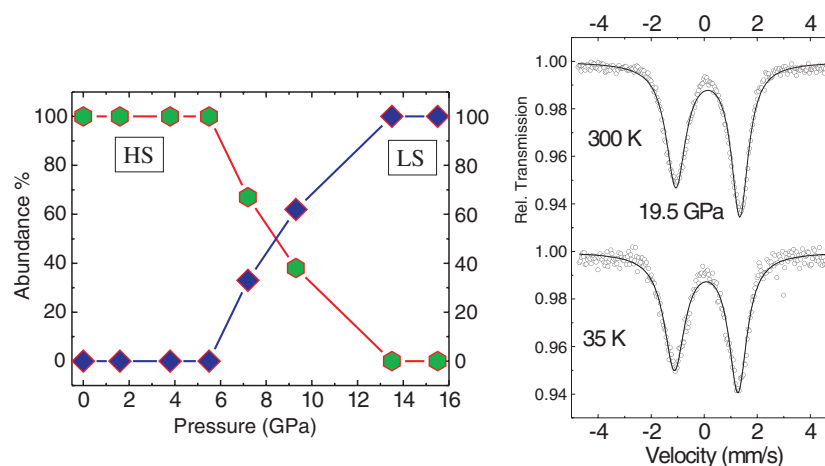 100
80
60
40
20
0
Abundance %
HS
LS
100
80
60
40
20
0
0 2 4 6 8 10 12 14 16
Pressure (GPa)
-4 -2 0 2 4
1.00
0.98
0.96
0.94
300 K
19.5 GPa
Rel. Transmission
1.00
0.98
0.96
0.94
35 K
-4 -2 0 2 4
Velocity (mm/s)